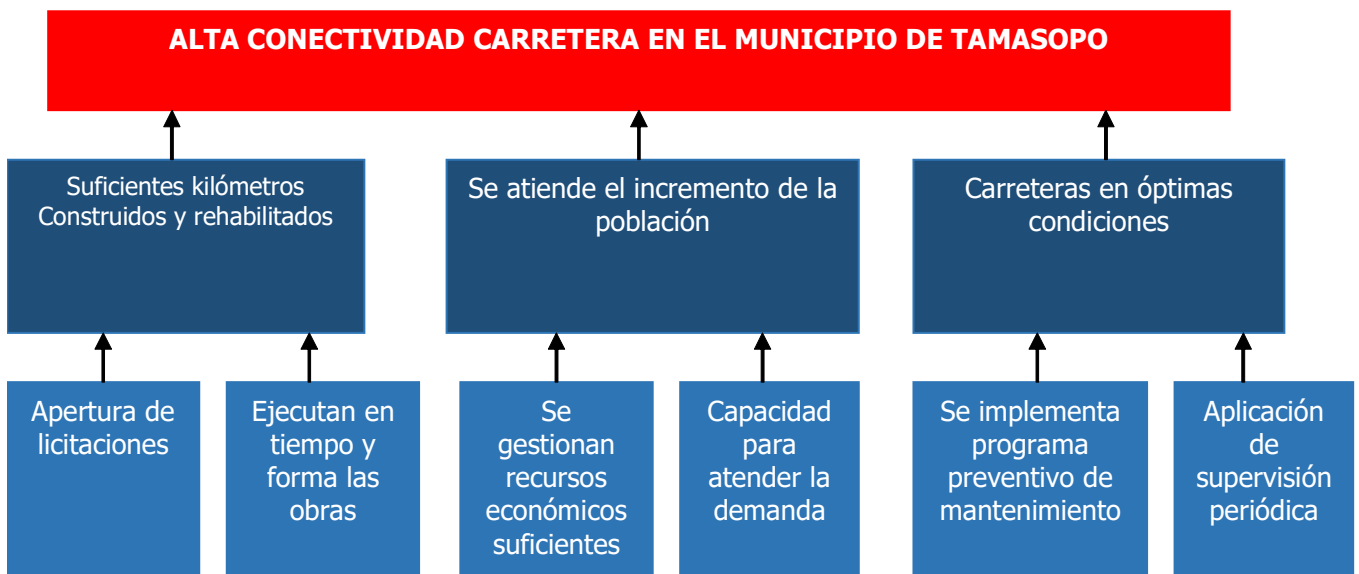 ALTA CONECTIVIDAD CARRETERA EN EL MUNICIPIO DE TAMASOPO
Suficientes kilómetros
Construidos y rehabilitados
Se atiende el incremento de la
población
Carreteras en óptimas
condiciones
Apertura de
licitaciones
Ejecutan en
tiempo y
forma las
obras
Se
gestionan
recursos
económicos
suficientes
Capacidad
para
atender la
demanda
Se implementa
programa
preventivo de
mantenimiento
Aplicación
de
supervisión
periódica